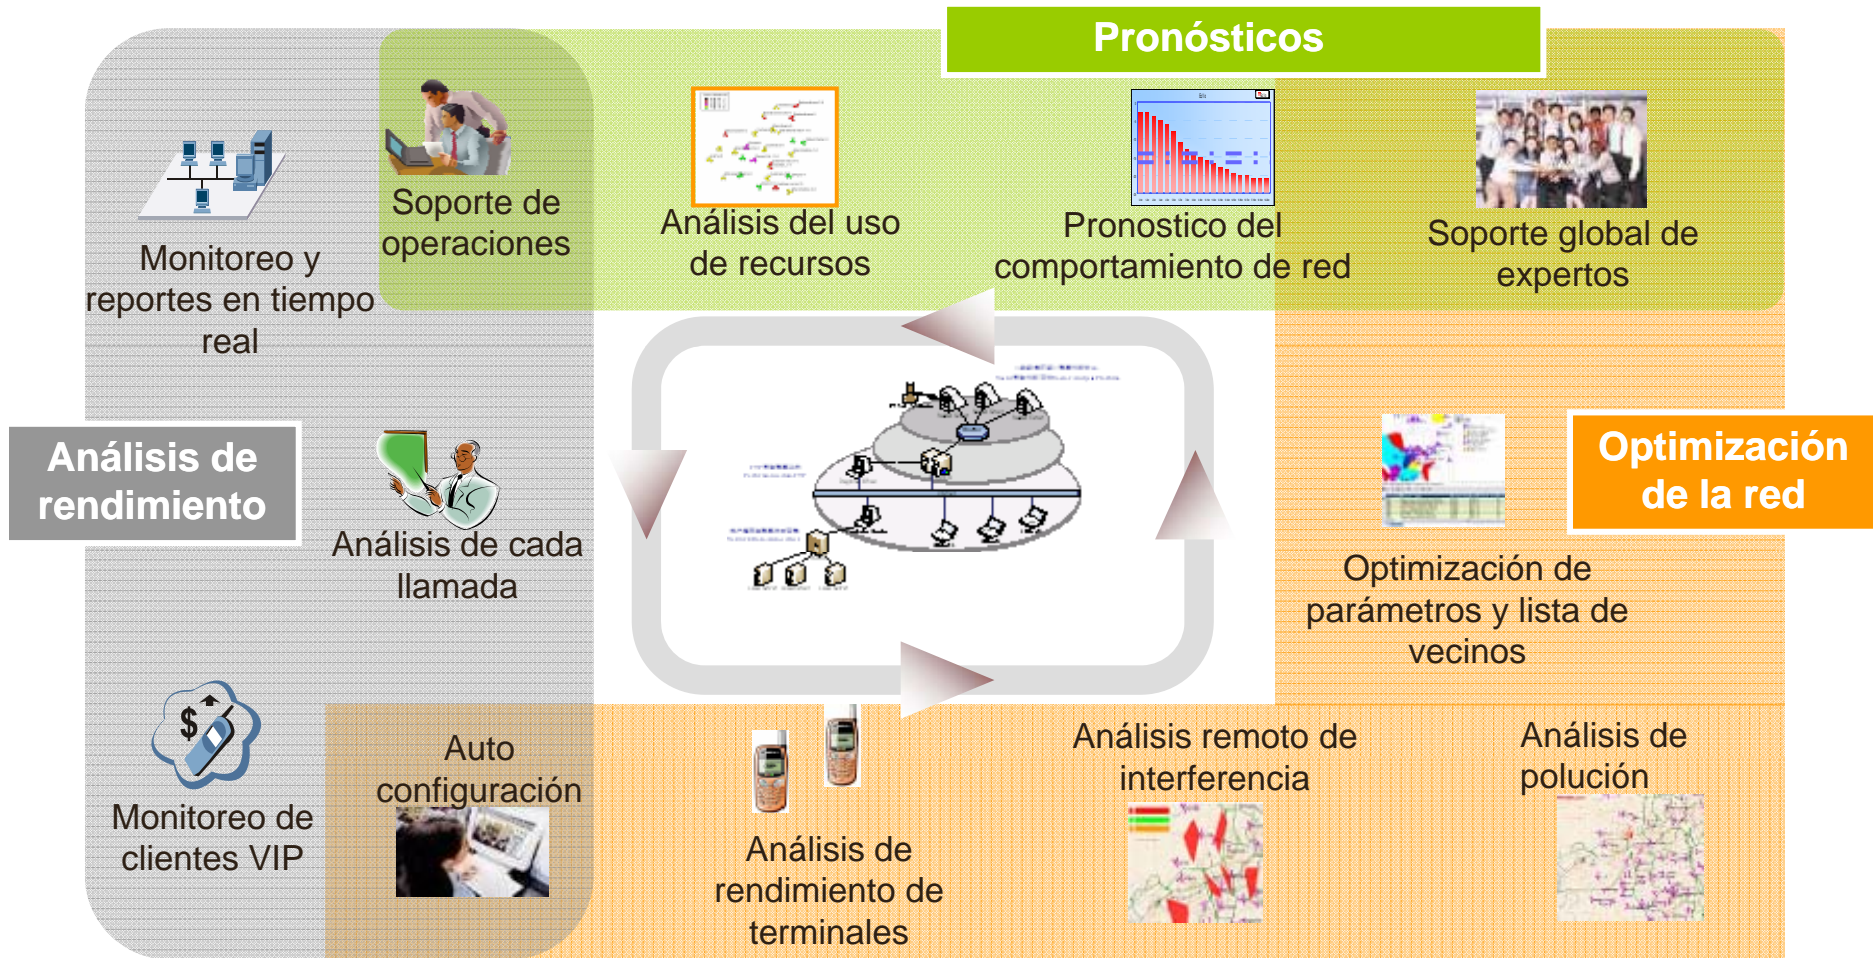 Pronósticos
Soporte de
operaciones
Análisis del uso
de recursos
Pronostico del
comportamiento de red
Soporte global de
expertos
Monitoreo y
reportes en tiempo
real
Análisis de
rendimiento
Análisis de cada
llamada
Optimización
de la red
Optimización de
parámetros y lista de
vecinos
$
Monitoreo de
clientes VIP
Auto
configuración
Análisis de
rendimiento de
terminales
Análisis remoto de
interferencia
Análisis de
polución